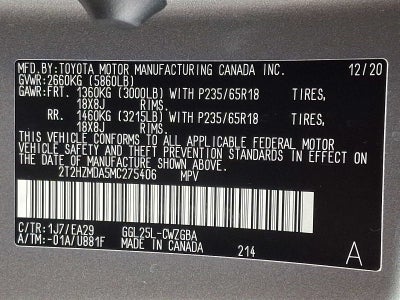 MFD.BY: TOYOTA MOTOR MANUFACTURING CANADA INC. 12/20
GVWR: 2660KG (5860LB)
GAWR: FRT. 1360KG (3000LB) WITH P235/65R18 TIRES,
18X8J RIMS.
RR. 1460KG (3215LB) WITH P235/65R18 TIRES,
18X8J RIMS.
THIS VEHICLE CONFORMS TO ALL APPLICABLE FEDERAL MOTOR
VEHICLE SAFETY AND THEFT PREVENTION STANDARDS IN EFFECT ON
THE DATE OF MANUFACTURE SHOWN ABOVE.
2T2HZMDA5MC275406 MPV
C/TR: 1J7/EA29 GGL25L-CWZGBA
A/TM: -01A/U881F MADE IN CANADA 214 A